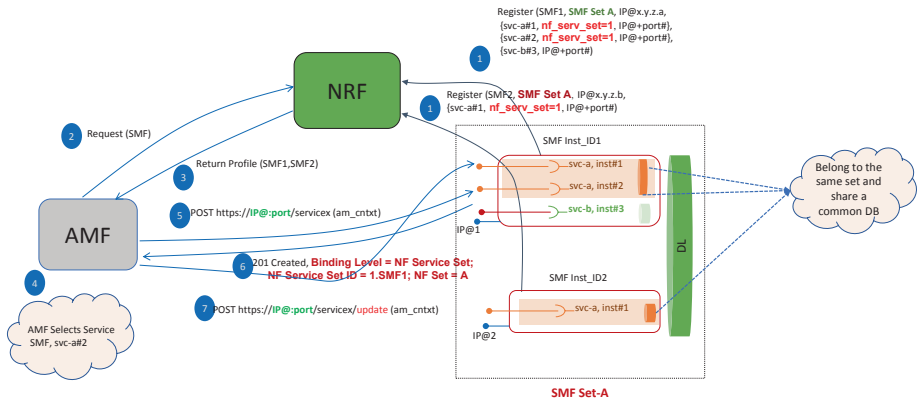 Register (SMF1, SMF Set A, IP@x.y.z.a,
{svc-a#1, nf_serv_set=1, IP@+port#},
{svc-a#2, nf_serv_set=1, IP@+port#},
{svc-b#3, IP@+port#)
1
NRF
Register (SMF2, SMF Set A, IP@x.y.z.b,
{svc-a#1, nf_serv_set=1, IP@+port#)
1
2
Request (SMF)
SMF Inst_ID1
svc-a, inst#1
svc-a, inst#2
svc-b, inst#3
IP@1
DL
Belong to the
same set and
share a
common DB
3
Return Profile (SMF1,SMF2)
5
POST https://IP@:port/servicex (am_cntxt)
AMF
6
201 Created, Binding Level = NF Service Set;
NF Service Set ID = 1.SMF1; NF Set = A
4
SMF Inst_ID2
svc-a, inst#1
IP@2
7
POST https://IP@:port/servicex/update (am_cntxt)
AMF Selects Service
SMF, svc-a#2
SMF Set-A